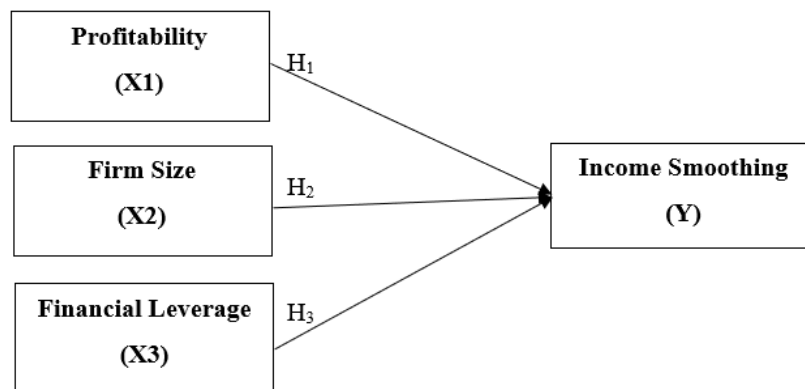 Profitability
(X1)
H₁
Firm Size
(X2)
H₂
Income Smoothing
(Y)
Financial Leverage
(X3)
H₃